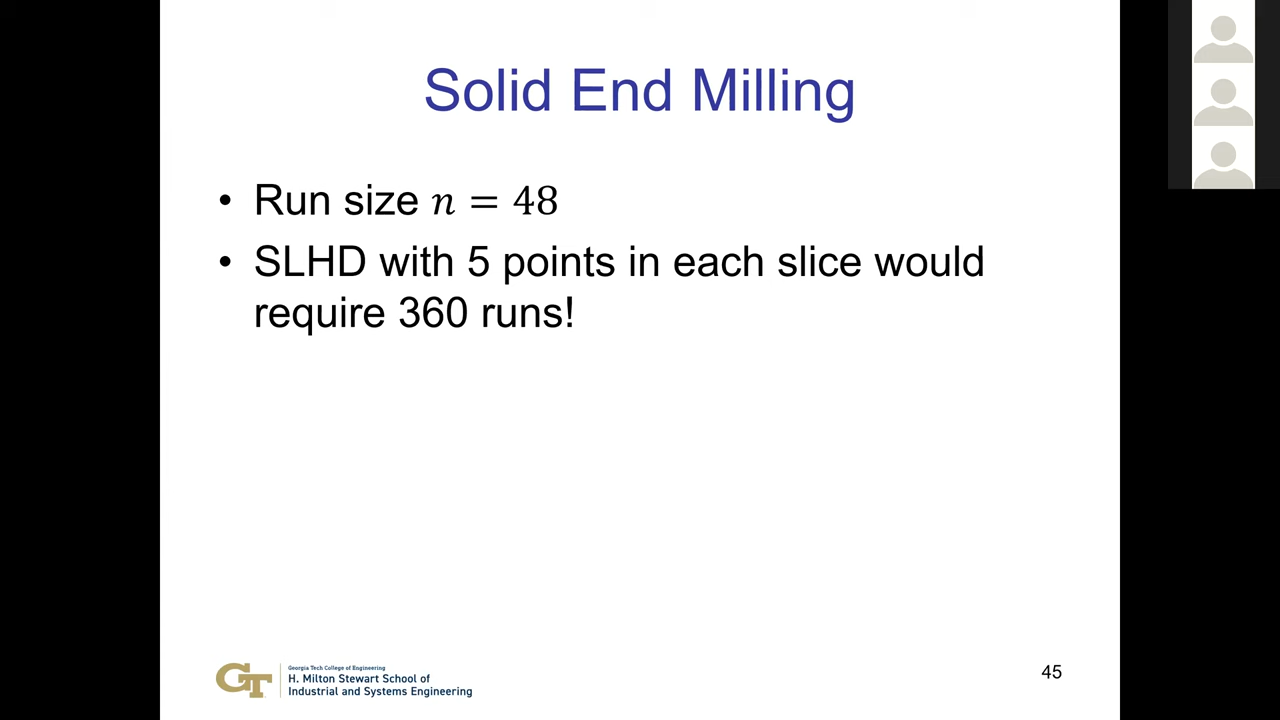 Solid End Milling
• Run size n = 48
• SLHD with 5 points in each slice would
require 360 runs!
GT
Georgia Tech College of Engineering
H. Milton Stewart School of
Industrial and Systems Engineering
45